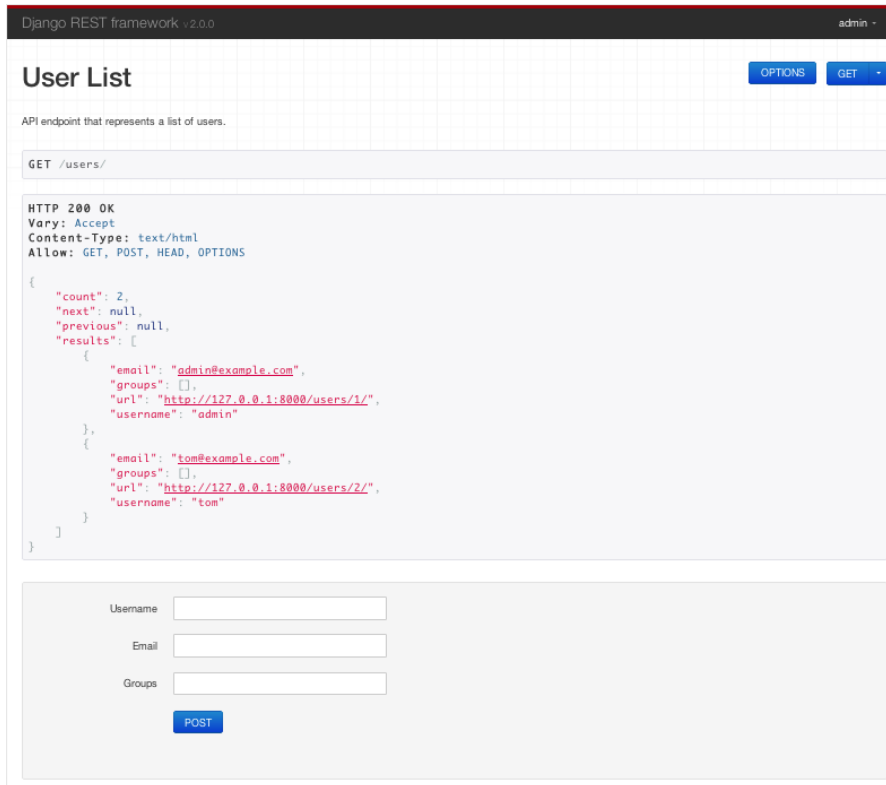 Django REST framework v 2.0.0
admin
User List
OPTIONS
GET
API endpoint that represents a list of users.
GET /users/
HTTP 200 OK
Vary: Accept
Content-Type: text/html
Allow: GET, POST, HEAD, OPTIONS
{
    "count": 2,
    "next": null,
    "previous": null,
    "results": [
        {
            "email": "admin@example.com",
            "groups": [],
            "url": "http://127.0.0.1:8000/users/1/",
            "username": "admin"
        },
        {
            "email": "tom@example.com",
            "groups": [],
            "url": "http://127.0.0.1:8000/users/2/",
            "username": "tom"
        }
    ]
}
Username
Email
Groups
POST